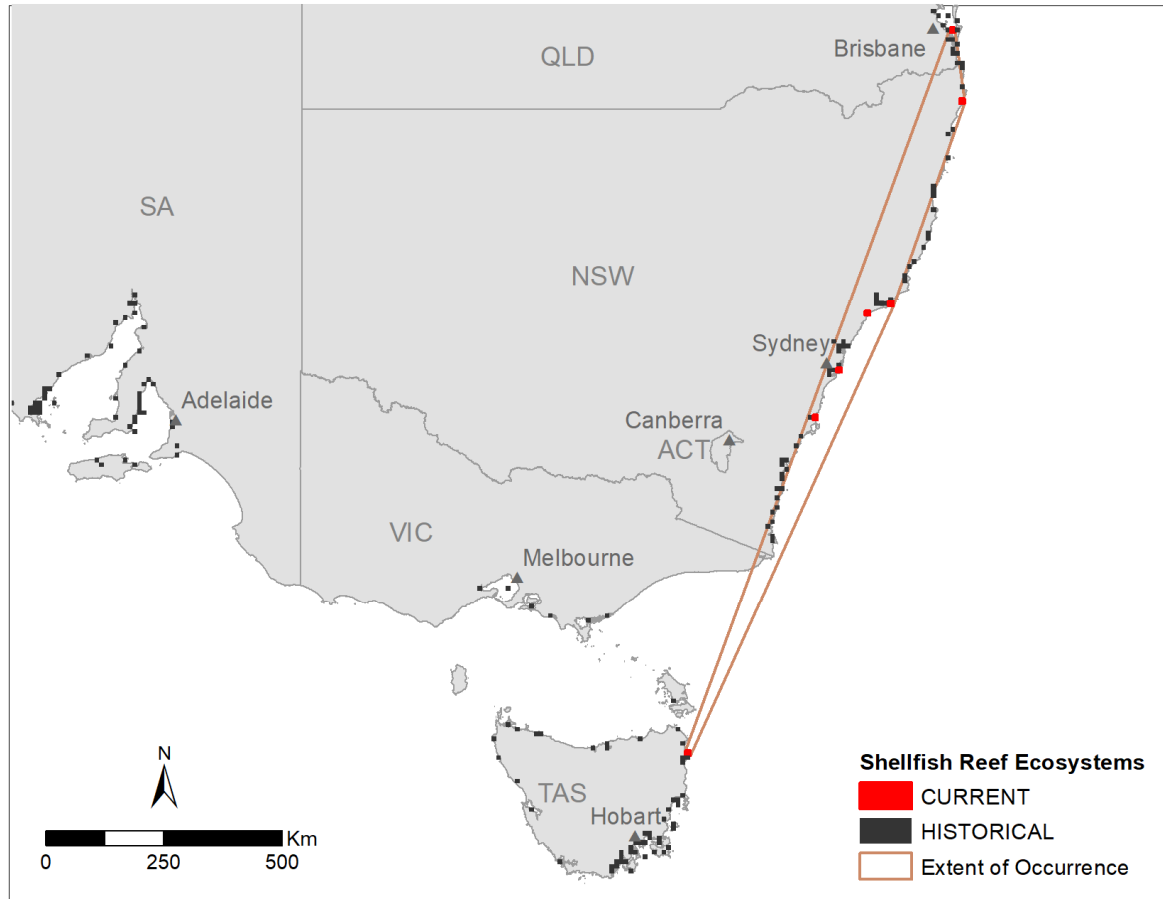 Brisbane
QLD
SA
NSW
Sydney
Adelaide
Canberra
ACT
VIC
Melbourne
N
TAS
Hobart
Km
0 250 500
Shellfish Reef Ecosystems
CURRENT
HISTORICAL
Extent of Occurrence